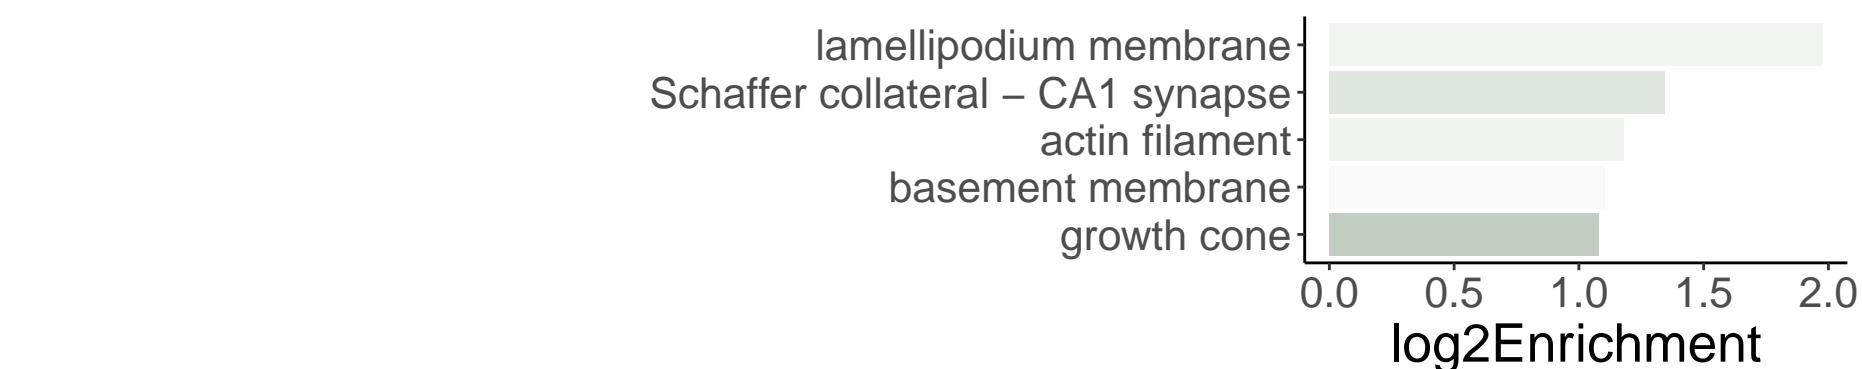 lamellipodium membrane
Schaffer collateral – CA1 synapse
actin filament
basement membrane
growth cone
0.0 0.5 1.0 1.5 2.0
log2Enrichment